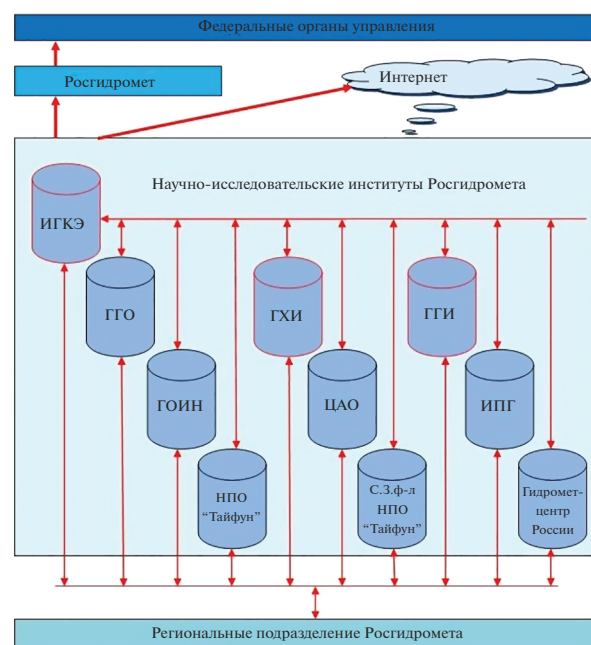 Федеральные органы управления
Росгидромет
Интернет
Научно-исследовательские институты Росгидромета
ИГКЭ
ГГО
ГХИ
ГГИ
ГОИН
ЦАО
ИПГ
НПО
“Тайфун”
С.З.ф-л
НПО
“Тайфун”
Гидромет-
центр
России
Региональные подразделение Росгидромета